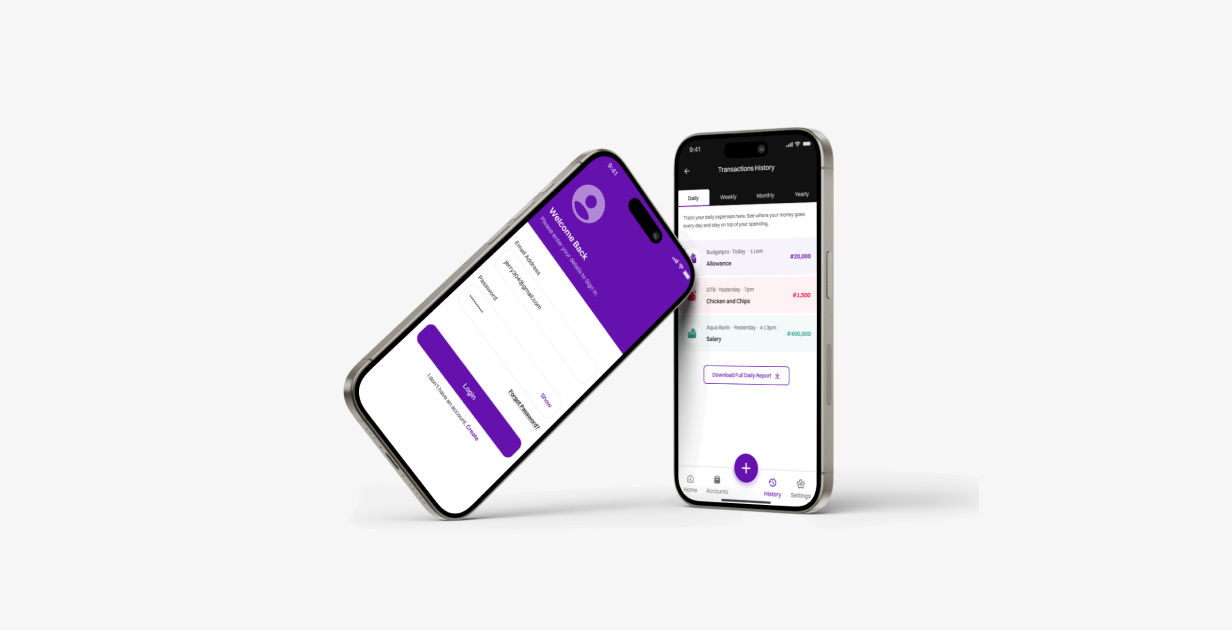 9:41
Welcome Back
Please enter your details to sign in.
Email Address
jerry304@gmail.com
Password
Show
Forgot Password?
Login
I don't have an account. Create
9:41
Transactions History
Daily
Weekly
Monthly
Yearly
Track your daily expenses here. See where your money goes
every day and stay on top of your spending.
Budgetpro · Today · 11am
Allowance
₦20,000
GTB · Yesterday · 7pm
Chicken and Chips
₦1,500
Aqua Bank · Yesterday · 4:13pm
Salary
₦400,000
Download Full Daily Report
Home
Accounts
History
Settings